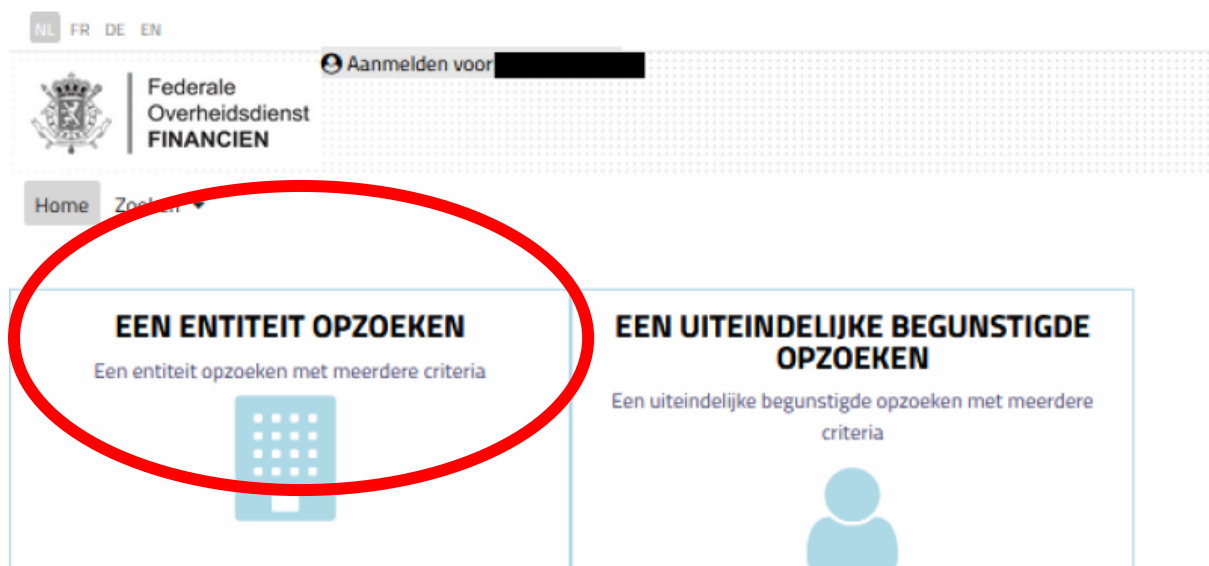 NL FR DE EN
Aanmelden voor
Federale
Overheidsdienst
FINANCIEN
Home Zoeken
EEN ENTITEIT OPZOEKEN
Een entiteit opzoeken met meerdere criteria
EEN UITEINDELIJKE BEGUNSTIGDE
OPZOEKEN
Een uiteindelijke begunstigde opzoeken met meerdere
criteria